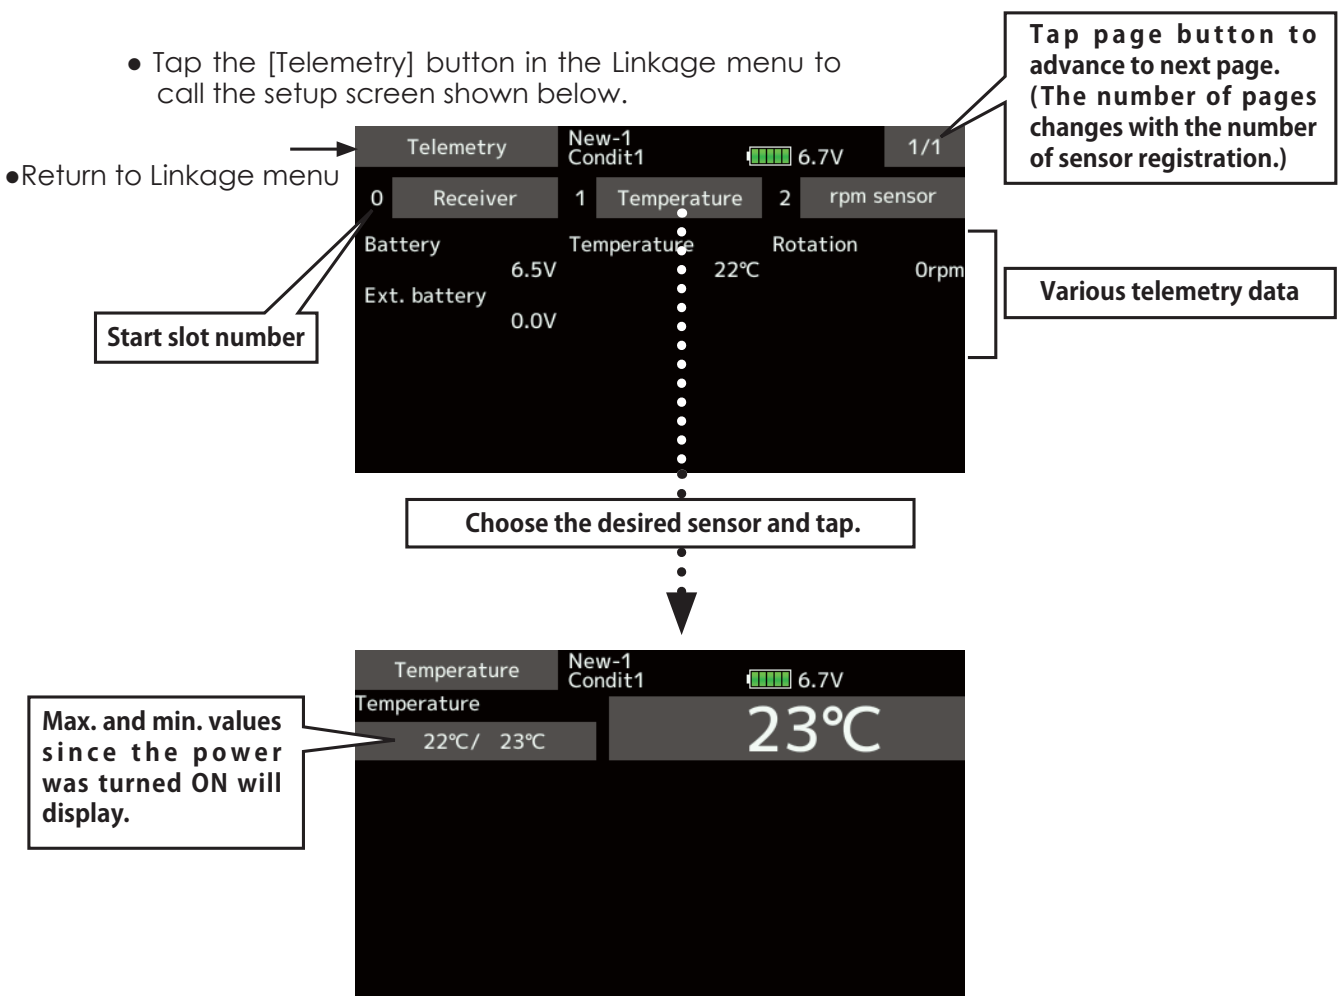 ● Tap the [Telemetry] button in the Linkage menu to
call the setup screen shown below.
Tap page button to
advance to next page.
(The number of pages
changes with the number
of sensor registration.)
●Return to Linkage menu
Telemetry
New-1
Condit1
6.7V
1/1
0 Receiver 1 Temperature 2 rpm sensor
Battery Temperature Rotation
6.5V 22℃ 0rpm
Ext. battery
0.0V
Start slot number
Various telemetry data
Choose the desired sensor and tap.
Temperature
New-1
Condit1
6.7V
Temperature
22℃/ 23℃
23℃
Max. and min. values
since the power
was turned ON will
display.